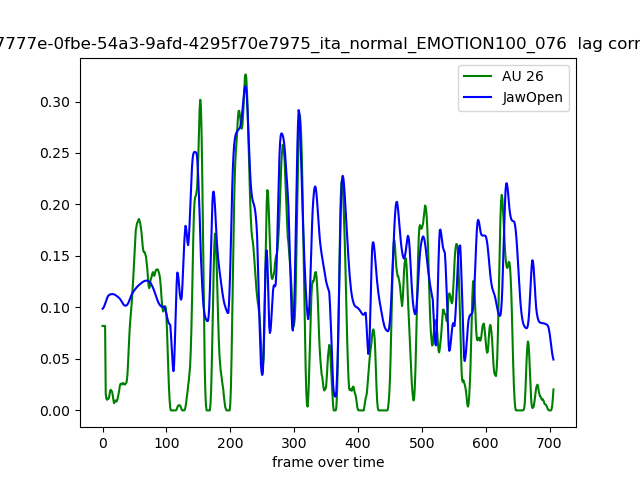 7777e-0fbe-54a3-9afd-4295f70e7975_ita_normal_EMOTION100_076 lag corr
AU 26
JawOpen
0.30
0.25
0.20
0.15
0.10
0.05
0.00
0 100 200 300 400 500 600 700
frame over time